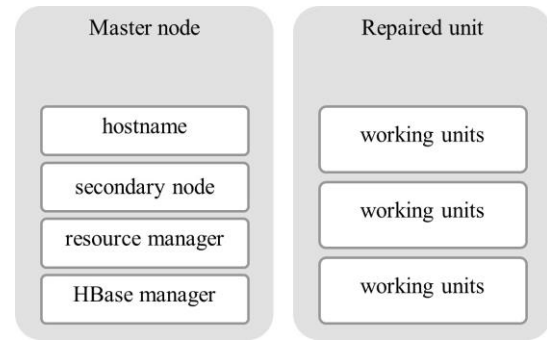 Master node
hostname
secondary node
resource manager
HBase manager
Repaired unit
working units
working units
working units